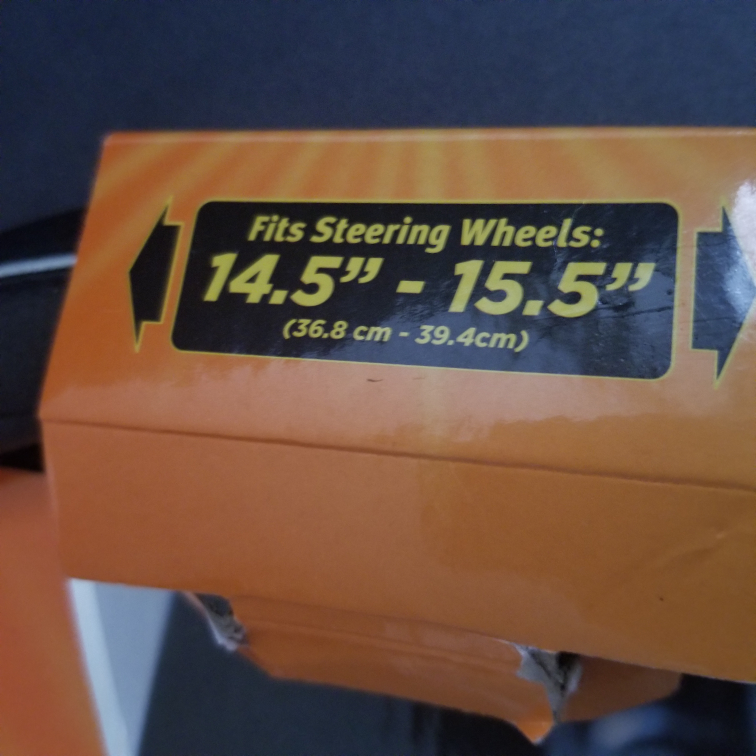 Fits Steering Wheels:
14.5” - 15.5”
(36.8 cm - 39.4cm)